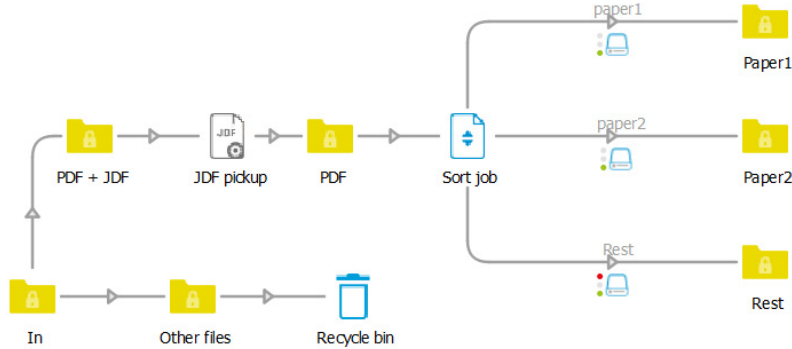 paper1
Paper1
JDF
paper2
PDF + JDF
JDF pickup
PDF
Sort job
Paper2
Rest
Rest
In
Other files
Recycle bin